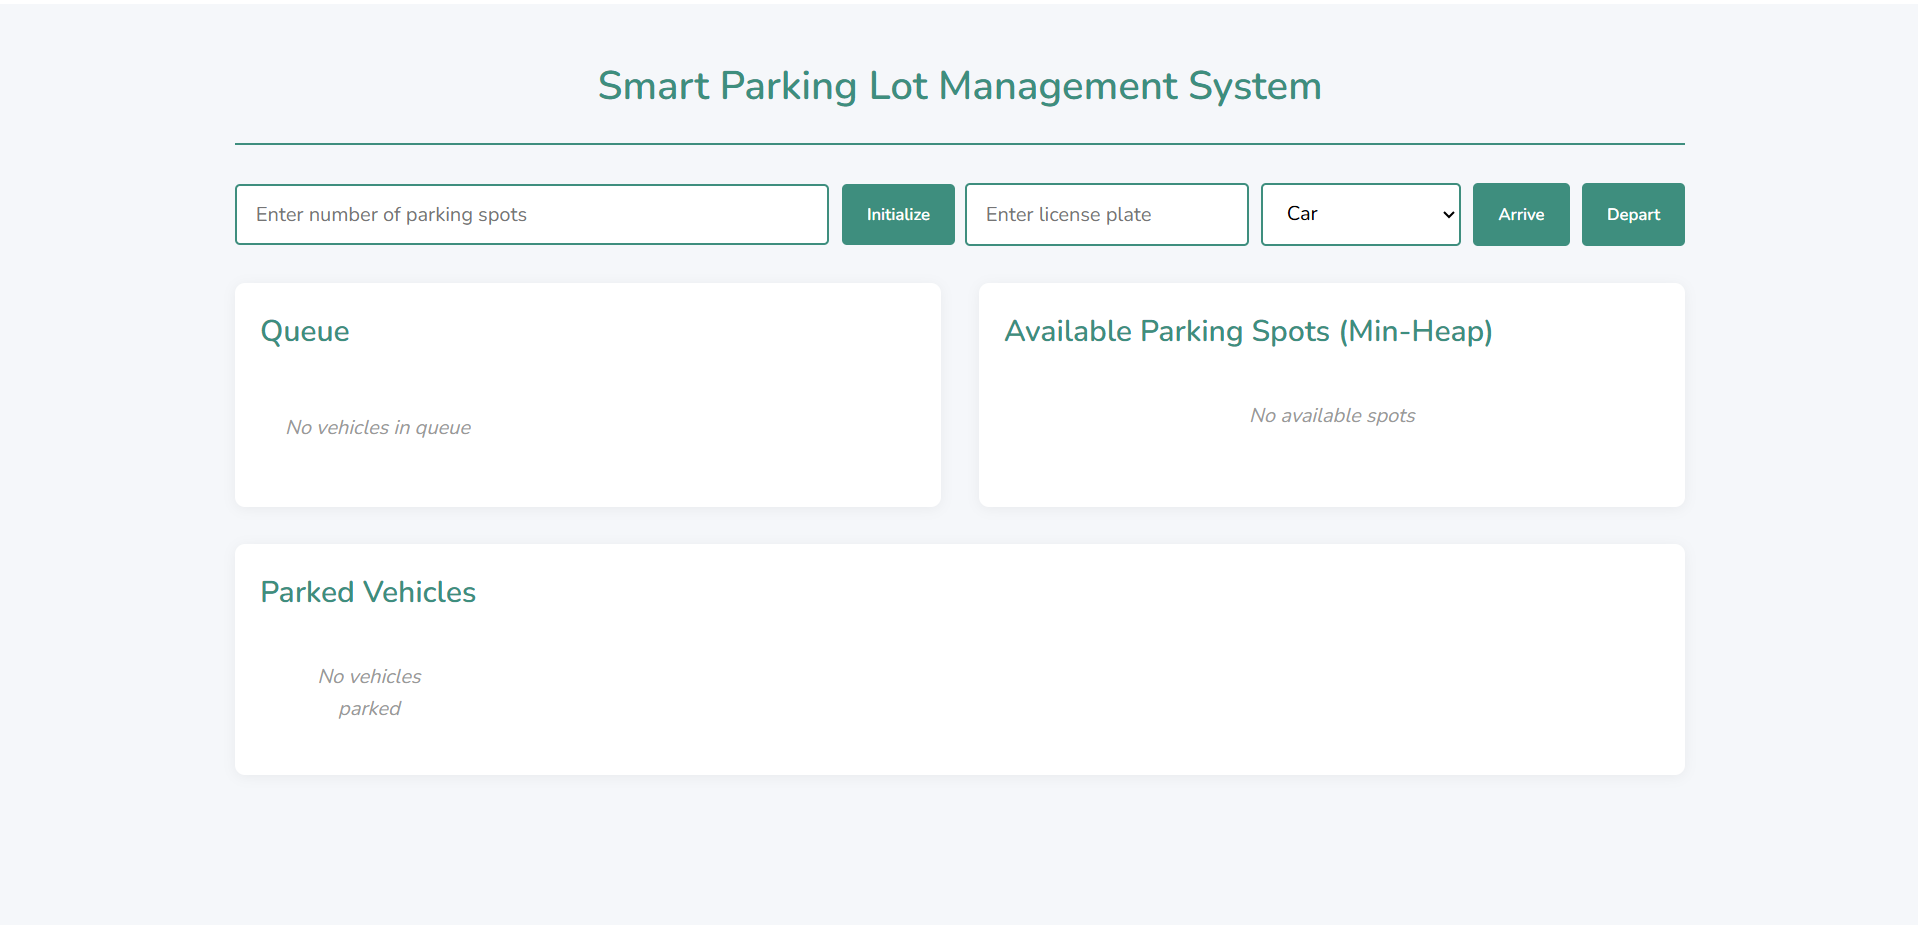 Smart Parking Lot Management System
Enter number of parking spots
Initialize
Enter license plate
Car
Arrive
Depart
Queue
No vehicles in queue
Available Parking Spots (Min-Heap)
No available spots
Parked Vehicles
No vehicles
parked